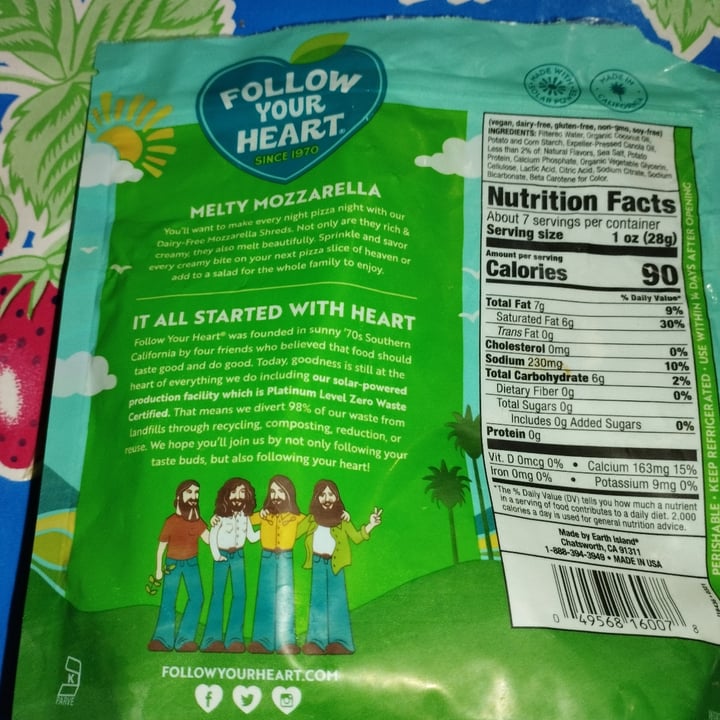 FOLLOW
YOUR
HEART®
SINCE 1970
MADE WITH
SOLAR POWER
MADE IN
CALIFORNIA
MELTY MOZZARELLA
You'll want to make every night pizza night with our
Dairy-Free Mozzarella Shreds. Not only are they rich &
creamy, they also melt beautifully. Sprinkle and savor
every creamy bite on your next pizza slice of heaven or
add to a salad for the whole family to enjoy.
IT ALL STARTED WITH HEART
Follow Your Heart® was founded in sunny '70s Southern
California by four friends who believed that food should
taste good and do good. Today, goodness is still at the
heart of everything we do including our solar-powered
production facility which is Platinum Level Zero Waste
Certified. That means we divert 98% of our waste from
landfills through recycling, composting, reduction, or
reuse. We hope you'll join us by not only following your
taste buds, but also following your heart!
FOLLOWYOURHEART.COM
K
PARVE
(vegan, dairy-free, gluten-free, non-gmo, soy-free)
INGREDIENTS: Filtered Water, Organic Coconut Oil,
Potato and Corn Starch, Expeller-Pressed Canola Oil,
Less than 2% of: Natural Flavors, Sea Salt, Potato
Protein, Calcium Phosphate, Organic Vegetable Glycerin,
Cellulose, Lactic Acid, Citric Acid, Sodium Citrate, Sodium
Bicarbonate, Beta Carotene for Color.
Nutrition Facts
About 7 servings per container
Serving size 1 oz (28g)
Amount per serving
Calories 90
% Daily Value*
Total Fat 7g 9%
Saturated Fat 6g 30%
Trans Fat 0g
Cholesterol 0mg 0%
Sodium 230mg 10%
Total Carbohydrate 6g 2%
Dietary Fiber 0g 0%
Total Sugars 0g
Includes 0g Added Sugars 0%
Protein 0g
Vit. D 0mcg 0% • Calcium 163mg 15%
Iron 0mg 0% • Potassium 9mg 0%
*The % Daily Value (DV) tells you how much a nutrient
in a serving of food contributes to a daily diet. 2,000
calories a day is used for general nutrition advice.
Made by Earth Island®
Chatsworth, CA 91311
1-888-394-3949 • MADE IN USA
0 49568 16007 8
PERISHABLE • KEEP REFRIGERATED • USE WITHIN 14 DAYS AFTER OPENING